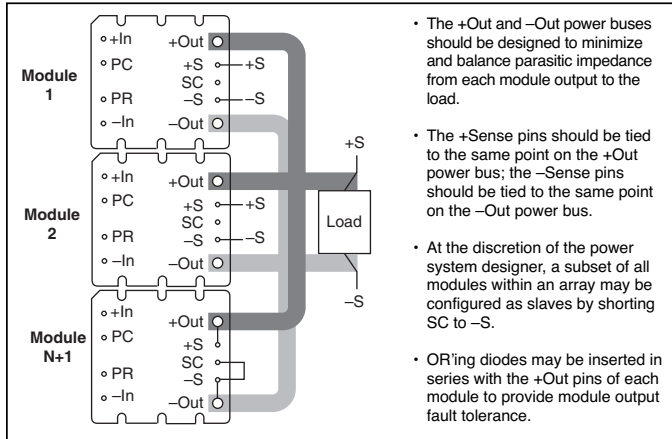 Module
1
+In
PC
PR
–In
+Out
+S
SC
–S
–Out
+S
–S
Module
2
+In
PC
PR
–In
+Out
+S
SC
–S
–Out
+S
–S
Module
N+1
+In
PC
PR
–In
+Out
+S
SC
–S
–Out
+S
Load
–S
• The +Out and –Out power buses
should be designed to minimize
and balance parasitic impedance
from each module output to the
load.
• The +Sense pins should be tied
to the same point on the +Out
power bus; the –Sense pins
should be tied to the same point
on the –Out power bus.
• At the discretion of the power
system designer, a subset of all
modules within an array may be
configured as slaves by shorting
SC to –S.
• OR'ing diodes may be inserted in
series with the +Out pins of each
module to provide module output
fault tolerance.